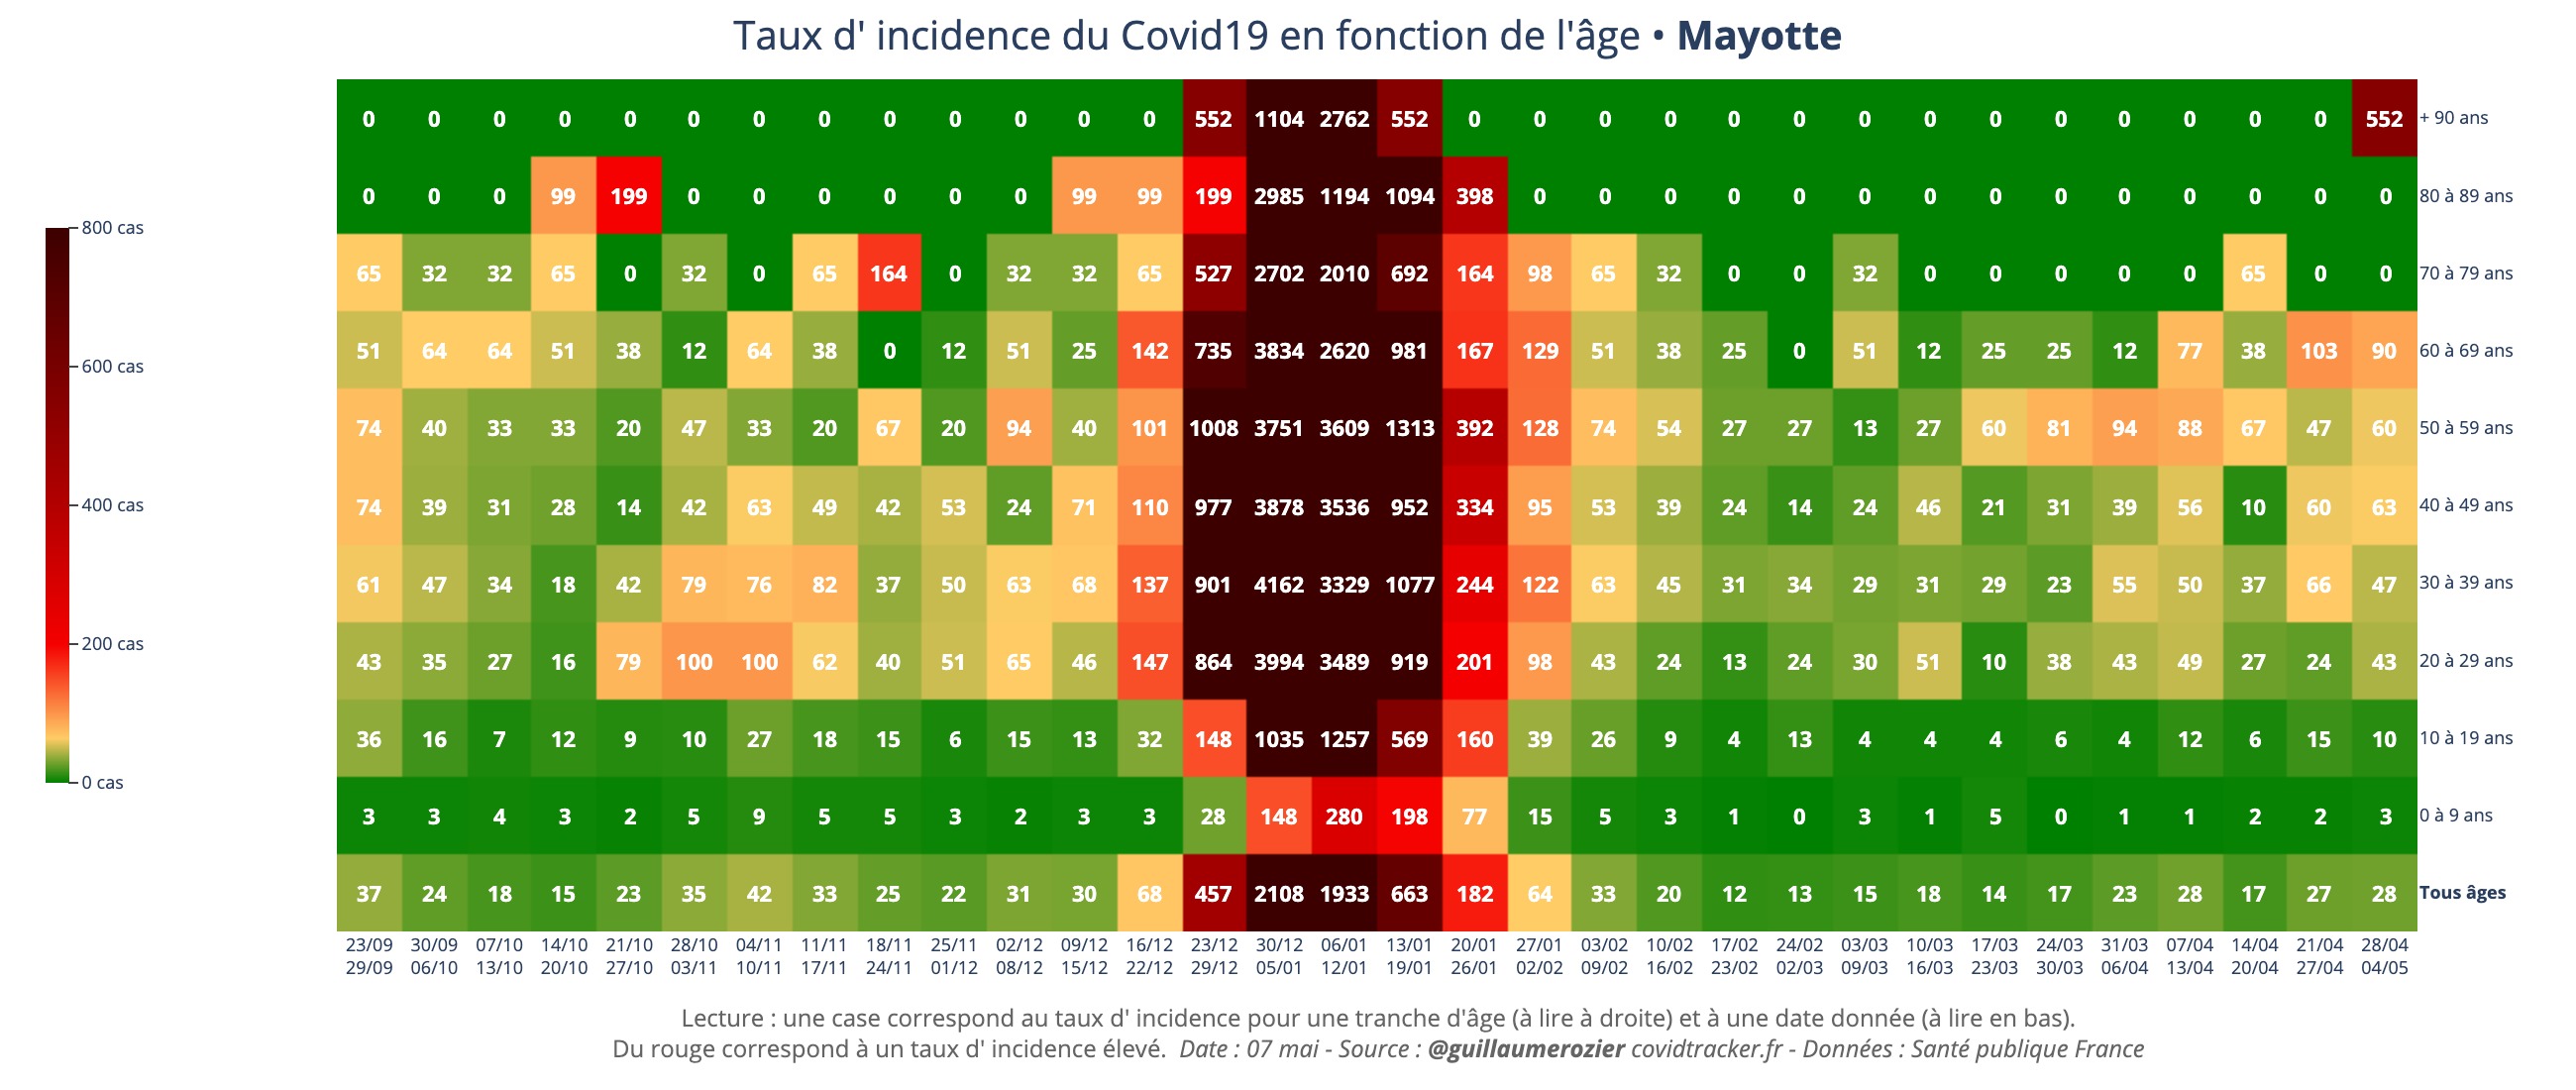 Taux d' incidence du Covid19 en fonction de l'âge • Mayotte
800 cas
600 cas
400 cas
200 cas
0 cas
0 0 0 0 0 0 0 0 0 0 0 0 0 552 1104 2762 552 0 0 0 0 0 0 0 0 0 0 0 0 0 0 552 + 90 ans
0 0 0 99 199 0 0 0 0 0 0 99 99 199 2985 1194 1094 398 0 0 0 0 0 0 0 0 0 0 0 0 0 0 80 à 89 ans
65 32 32 65 0 32 0 65 164 0 32 32 65 527 2702 2010 692 164 98 65 32 0 0 32 0 0 0 0 0 65 0 0 70 à 79 ans
51 64 64 51 38 12 64 38 0 12 51 25 142 735 3834 2620 981 167 129 51 38 25 0 51 12 25 25 12 77 38 103 90 60 à 69 ans
74 40 33 33 20 47 33 20 67 20 94 40 101 1008 3751 3609 1313 392 128 74 54 27 27 13 27 60 81 94 88 67 47 60 50 à 59 ans
74 39 31 28 14 42 63 49 42 53 24 71 110 977 3878 3536 952 334 95 53 39 24 14 24 46 21 31 39 56 10 60 63 40 à 49 ans
61 47 34 18 42 79 76 82 37 50 63 68 137 901 4162 3329 1077 244 122 63 45 31 34 29 31 29 23 55 50 37 66 47 30 à 39 ans
43 35 27 16 79 100 100 62 40 51 65 46 147 864 3994 3489 919 201 98 43 24 13 24 30 51 10 38 43 49 27 24 43 20 à 29 ans
36 16 7 12 9 10 27 18 15 6 15 13 32 148 1035 1257 569 160 39 26 9 4 13 4 4 4 6 4 12 6 15 10 10 à 19 ans
3 3 4 3 2 5 9 5 5 3 2 3 3 28 148 280 198 77 15 5 3 1 0 3 1 5 0 1 1 2 2 3 0 à 9 ans
37 24 18 15 23 35 42 33 25 22 31 30 68 457 2108 1933 663 182 64 33 20 12 13 15 18 14 17 23 28 17 27 28 Tous âges
23/09 30/09 07/10 14/10 21/10 28/10 04/11 11/11 18/11 25/11 02/12 09/12 16/12 23/12 30/12 06/01 13/01 20/01 27/01 03/02 10/02 17/02 24/02 03/03 10/03 17/03 24/03 31/03 07/04 14/04 21/04 28/04
29/09 06/10 13/10 20/10 27/10 03/11 10/11 17/11 24/11 01/12 08/12 15/12 22/12 29/12 05/01 12/01 19/01 26/01 02/02 09/02 16/02 23/02 02/03 09/03 16/03 23/03 30/03 06/04 13/04 20/04 27/04 04/05
Lecture : une case correspond au taux d' incidence pour une tranche d'âge (à lire à droite) et à une date donnée (à lire en bas).
Du rouge correspond à un taux d' incidence élevé. Date : 07 mai - Source : @guillaumerozier covidtracker.fr - Données : Santé publique France